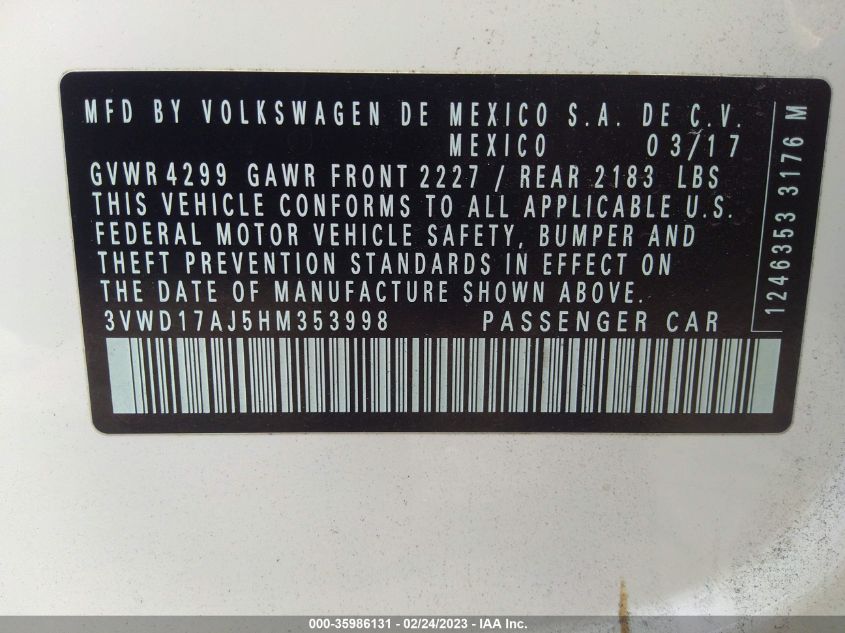 MFD BY VOLKSWAGEN DE MEXICO S.A. DE C.V.
MEXICO 03/17
GVWR 4299 GAWR FRONT 2227 / REAR 2183 LBS
THIS VEHICLE CONFORMS TO ALL APPLICABLE U.S.
FEDERAL MOTOR VEHICLE SAFETY, BUMPER AND
THEFT PREVENTION STANDARDS IN EFFECT ON
THE DATE OF MANUFACTURE SHOWN ABOVE.
3VWD17AJ5HM353998 PASSENGER CAR
1246353 3176 M
000-35986131 - 02/24/2023 - IAA, Inc.